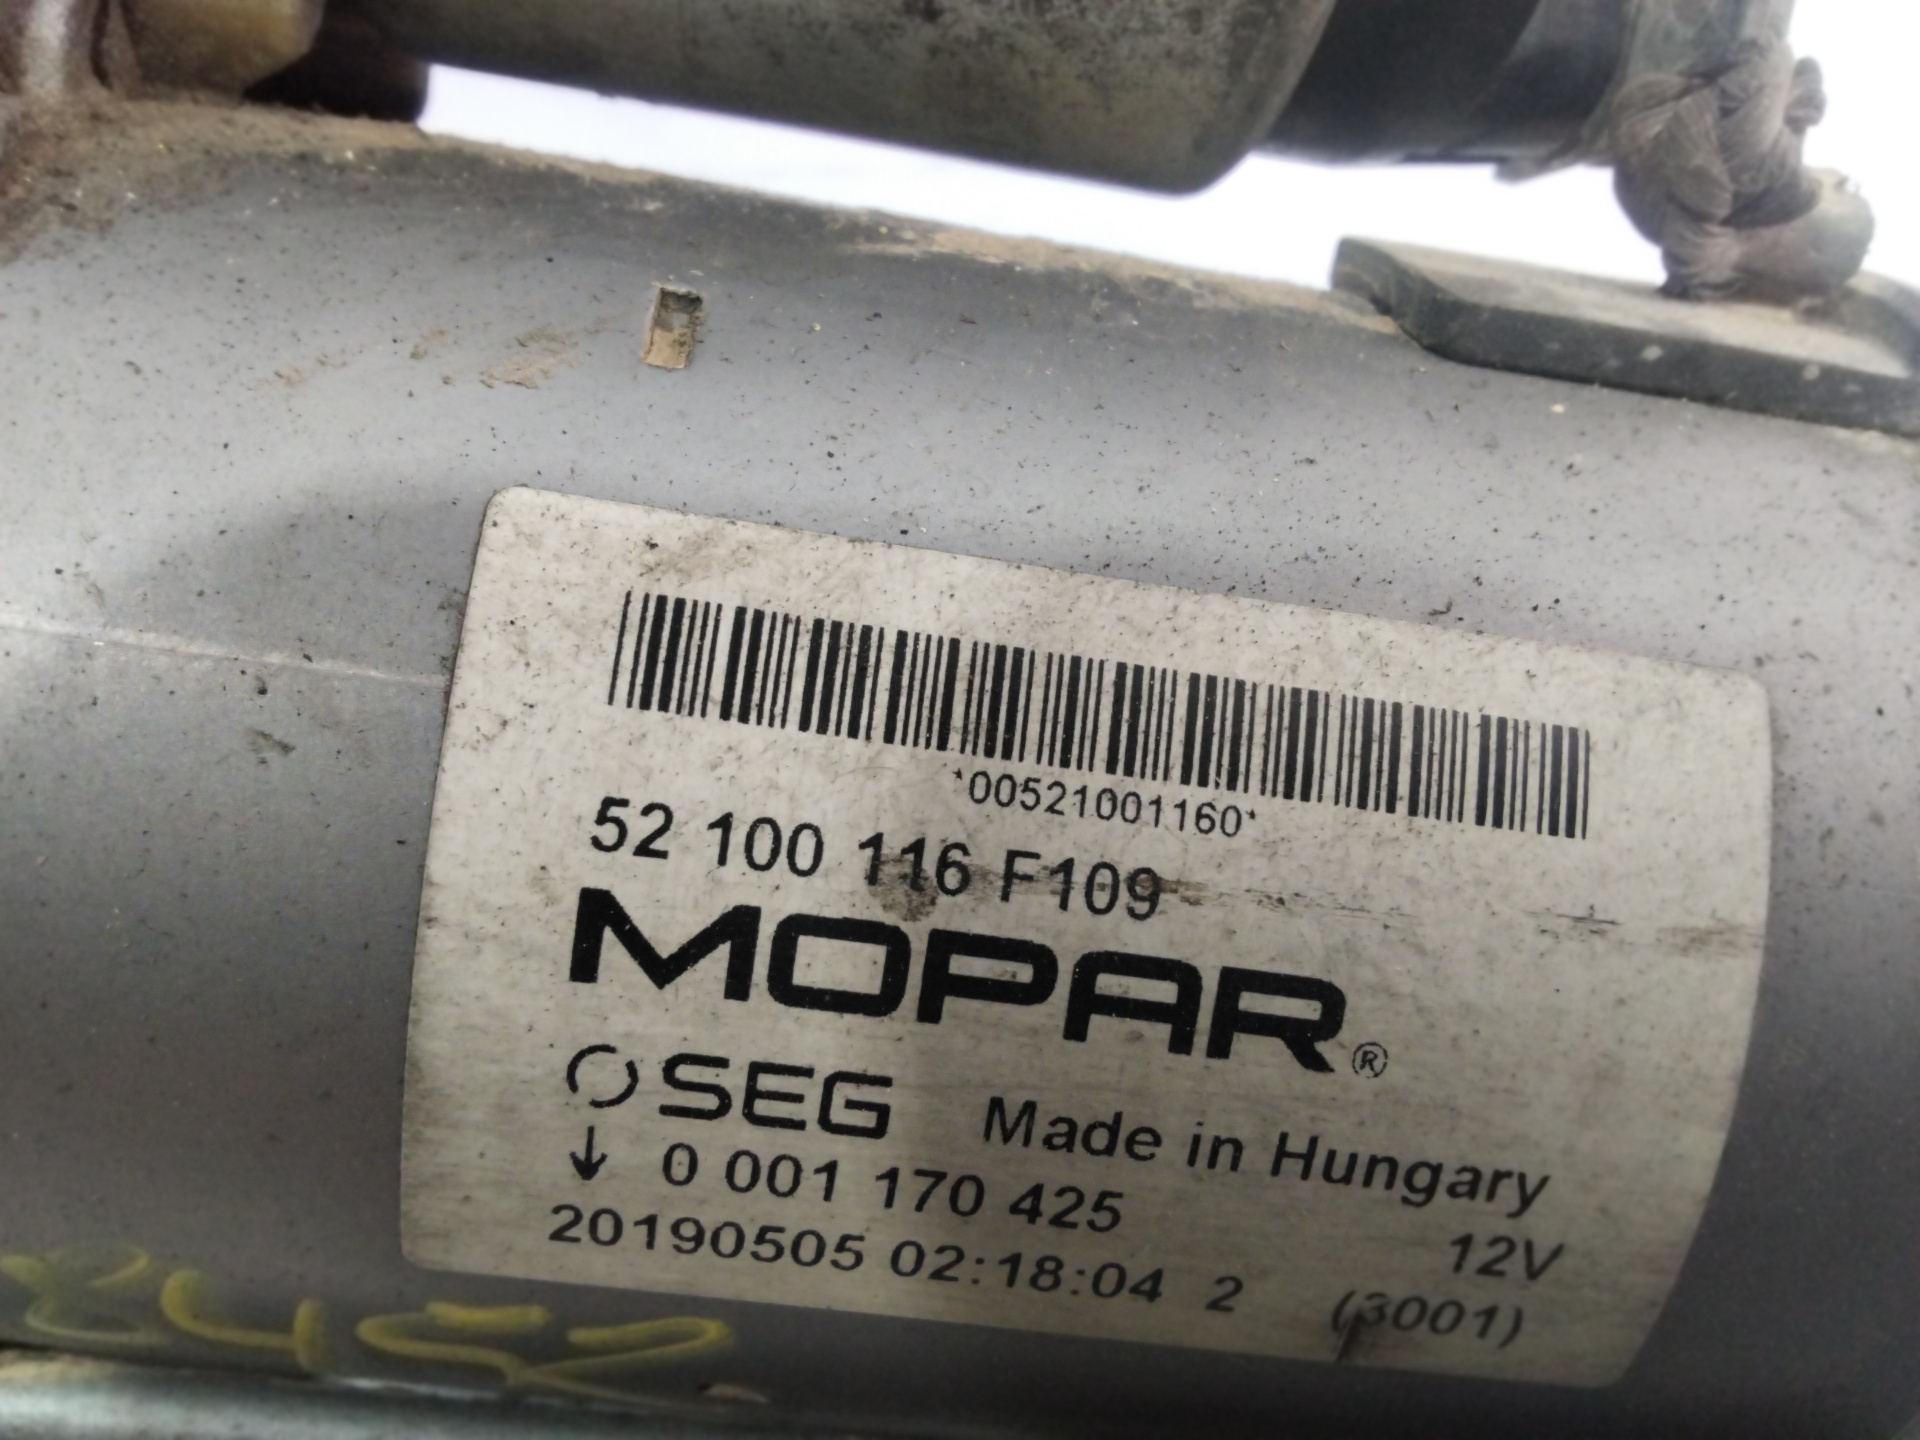 *00521001160*
52 100 116 F109
MOPAR®
SEG Made in Hungary
↓ 0 001 170 425
12V
20190505 02:18:04 2 (3001)